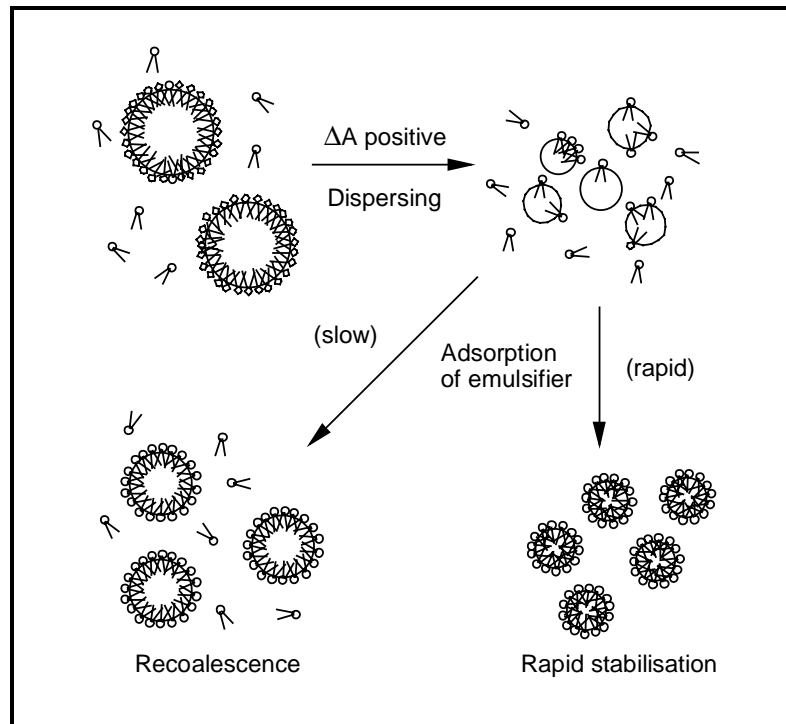 ΔA positive
Dispersing
(slow)
Adsorption
of emulsifier
(rapid)
Recoalescence
Rapid stabilisation